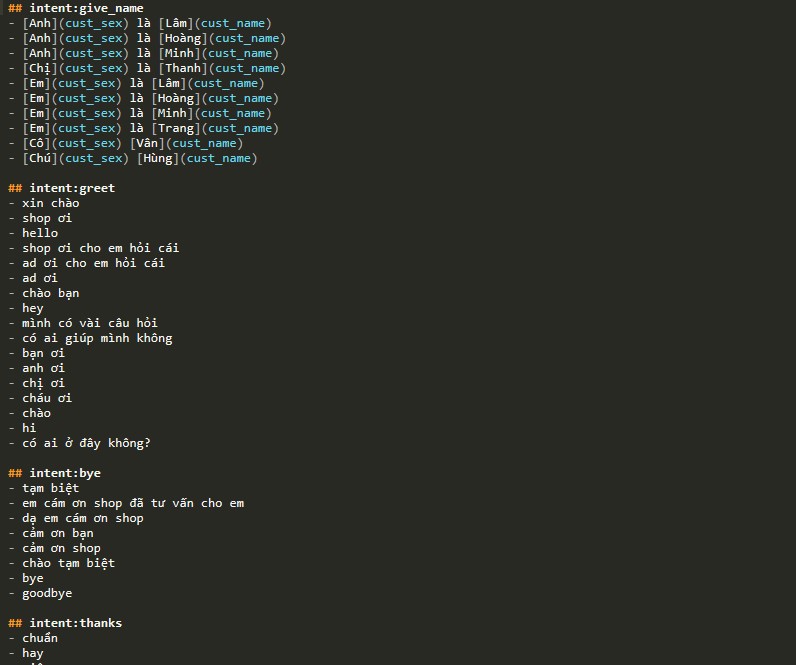 ## intent:give_name
- [Anh](cust_sex) là [Lâm](cust_name)
- [Anh](cust_sex) là [Hoàng](cust_name)
- [Anh](cust_sex) là [Minh](cust_name)
- [Chị](cust_sex) là [Thanh](cust_name)
- [Em](cust_sex) là [Lâm](cust_name)
- [Em](cust_sex) là [Hoàng](cust_name)
- [Em](cust_sex) là [Minh](cust_name)
- [Em](cust_sex) là [Trang](cust_name)
- [Cô](cust_sex) [Vân](cust_name)
- [Chú](cust_sex) [Hùng](cust_name)
## intent:greet
- xin chào
- shop ơi
- hello
- shop ơi cho em hỏi cái
- ad ơi cho em hỏi cái
- ad ơi
- chào bạn
- hey
- mình có vài câu hỏi
- có ai giúp mình không
- bạn ơi
- anh ơi
- chị ơi
- cháu ơi
- chào
- hi
- có ai ở đây không?
## intent:bye
- tạm biệt
- em cám ơn shop đã tư vấn cho em
- dạ em cám ơn shop
- cảm ơn bạn
- cảm ơn shop
- chào tạm biệt
- bye
- goodbye
## intent:thanks
- chuẩn
- hay